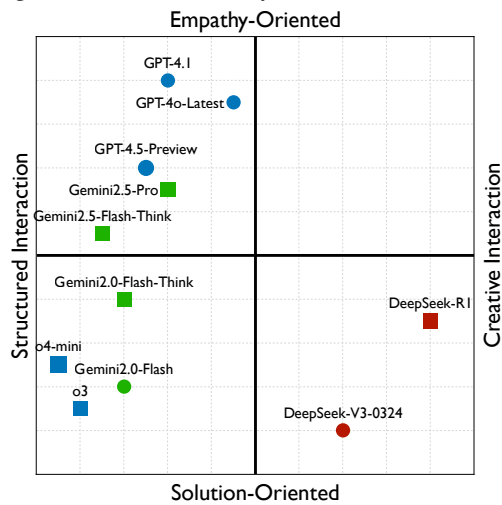 Empathy-Oriented
GPT-4.1
GPT-4o-Latest
GPT-4.5-Preview
Gemini2.5-Pro
Gemini2.5-Flash-Think
Structured Interaction
Creative Interaction
Gemini2.0-Flash-Think
DeepSeek-R1
o4-mini
Gemini2.0-Flash
o3
DeepSeek-V3-0324
Solution-Oriented